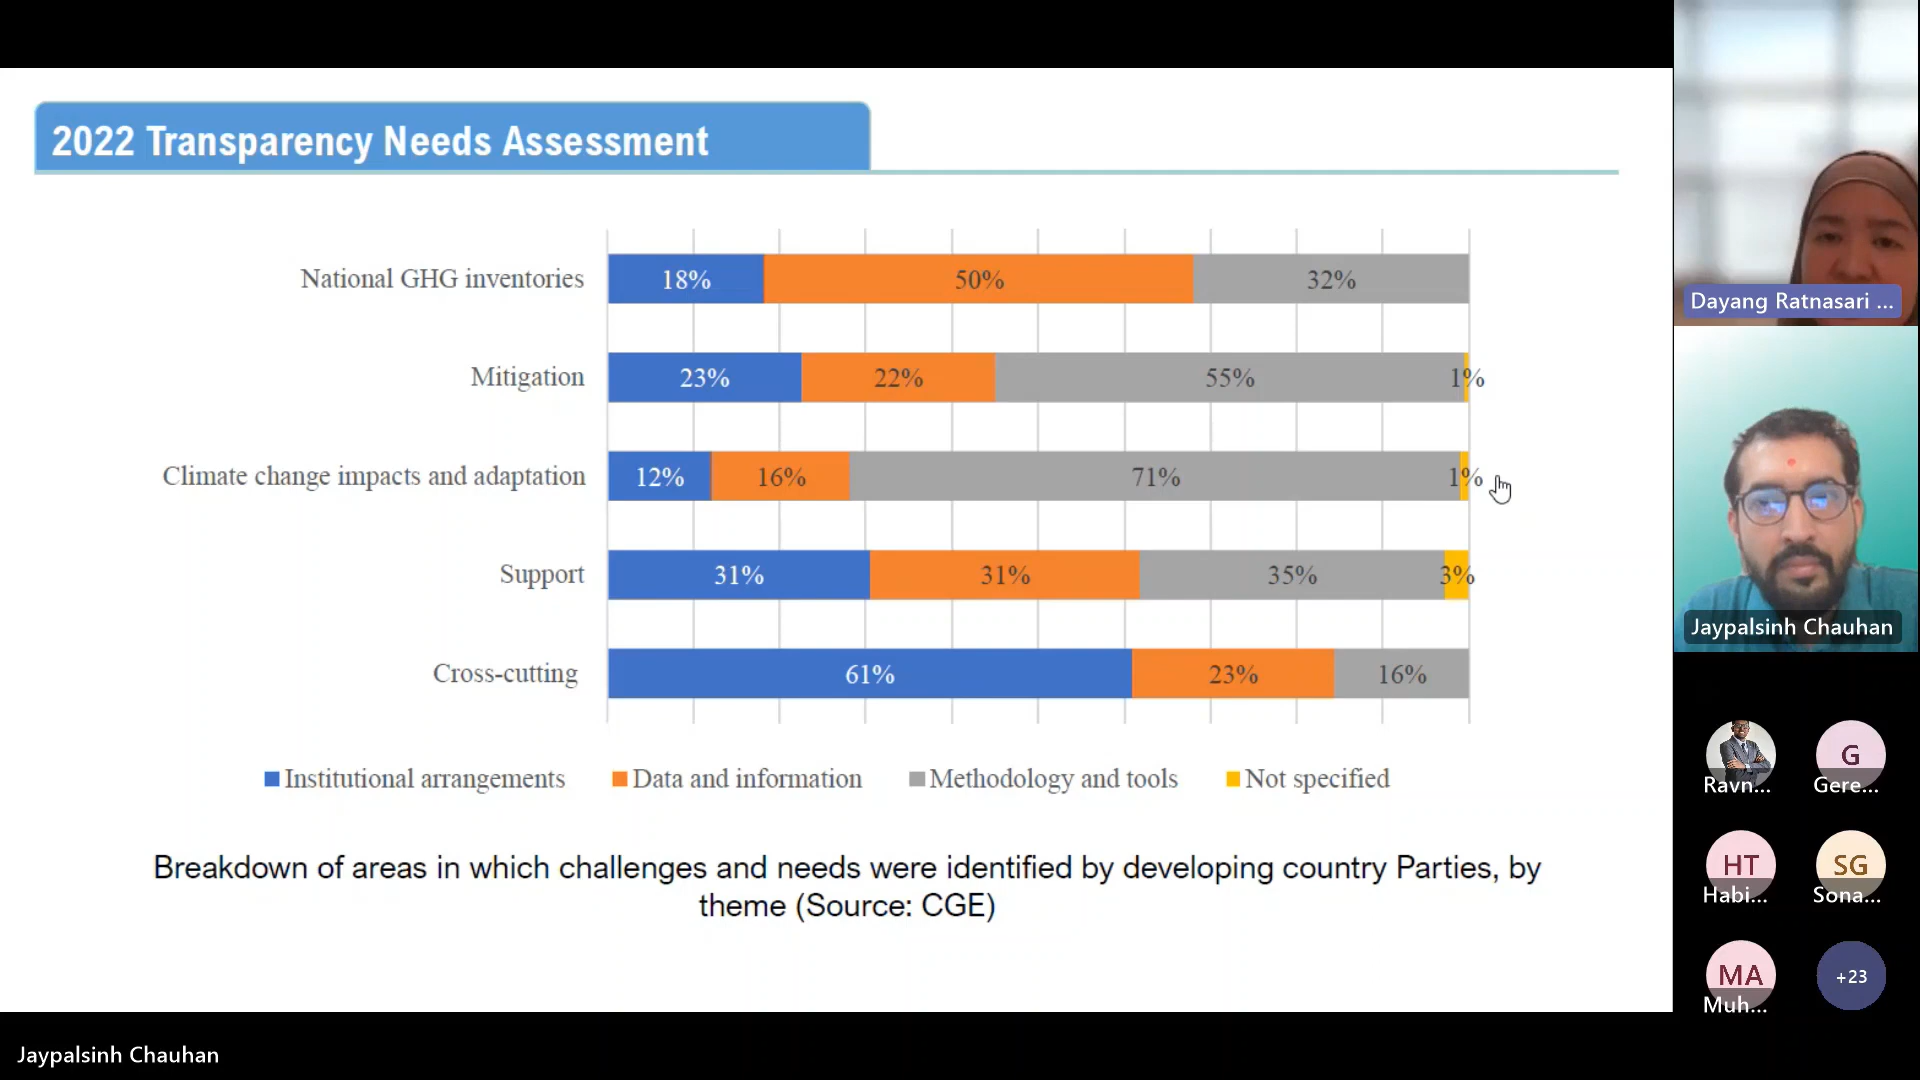 2022 Transparency Needs Assessment
National GHG inventories 18% 50% 32%
Mitigation 23% 22% 55% 1%
Climate change impacts and adaptation 12% 16% 71% 1%
Support 31% 31% 35% 3%
Cross-cutting 61% 23% 16%
Institutional arrangements Data and information Methodology and tools Not specified
Breakdown of areas in which challenges and needs were identified by developing country Parties, by
theme (Source: CGE)
Dayang Ratnasari ...
Jaypalsinh Chauhan
G
Ravn... Gere...
HT SG
Habi... Sona...
MA +23
Muh...
Jaypalsinh Chauhan